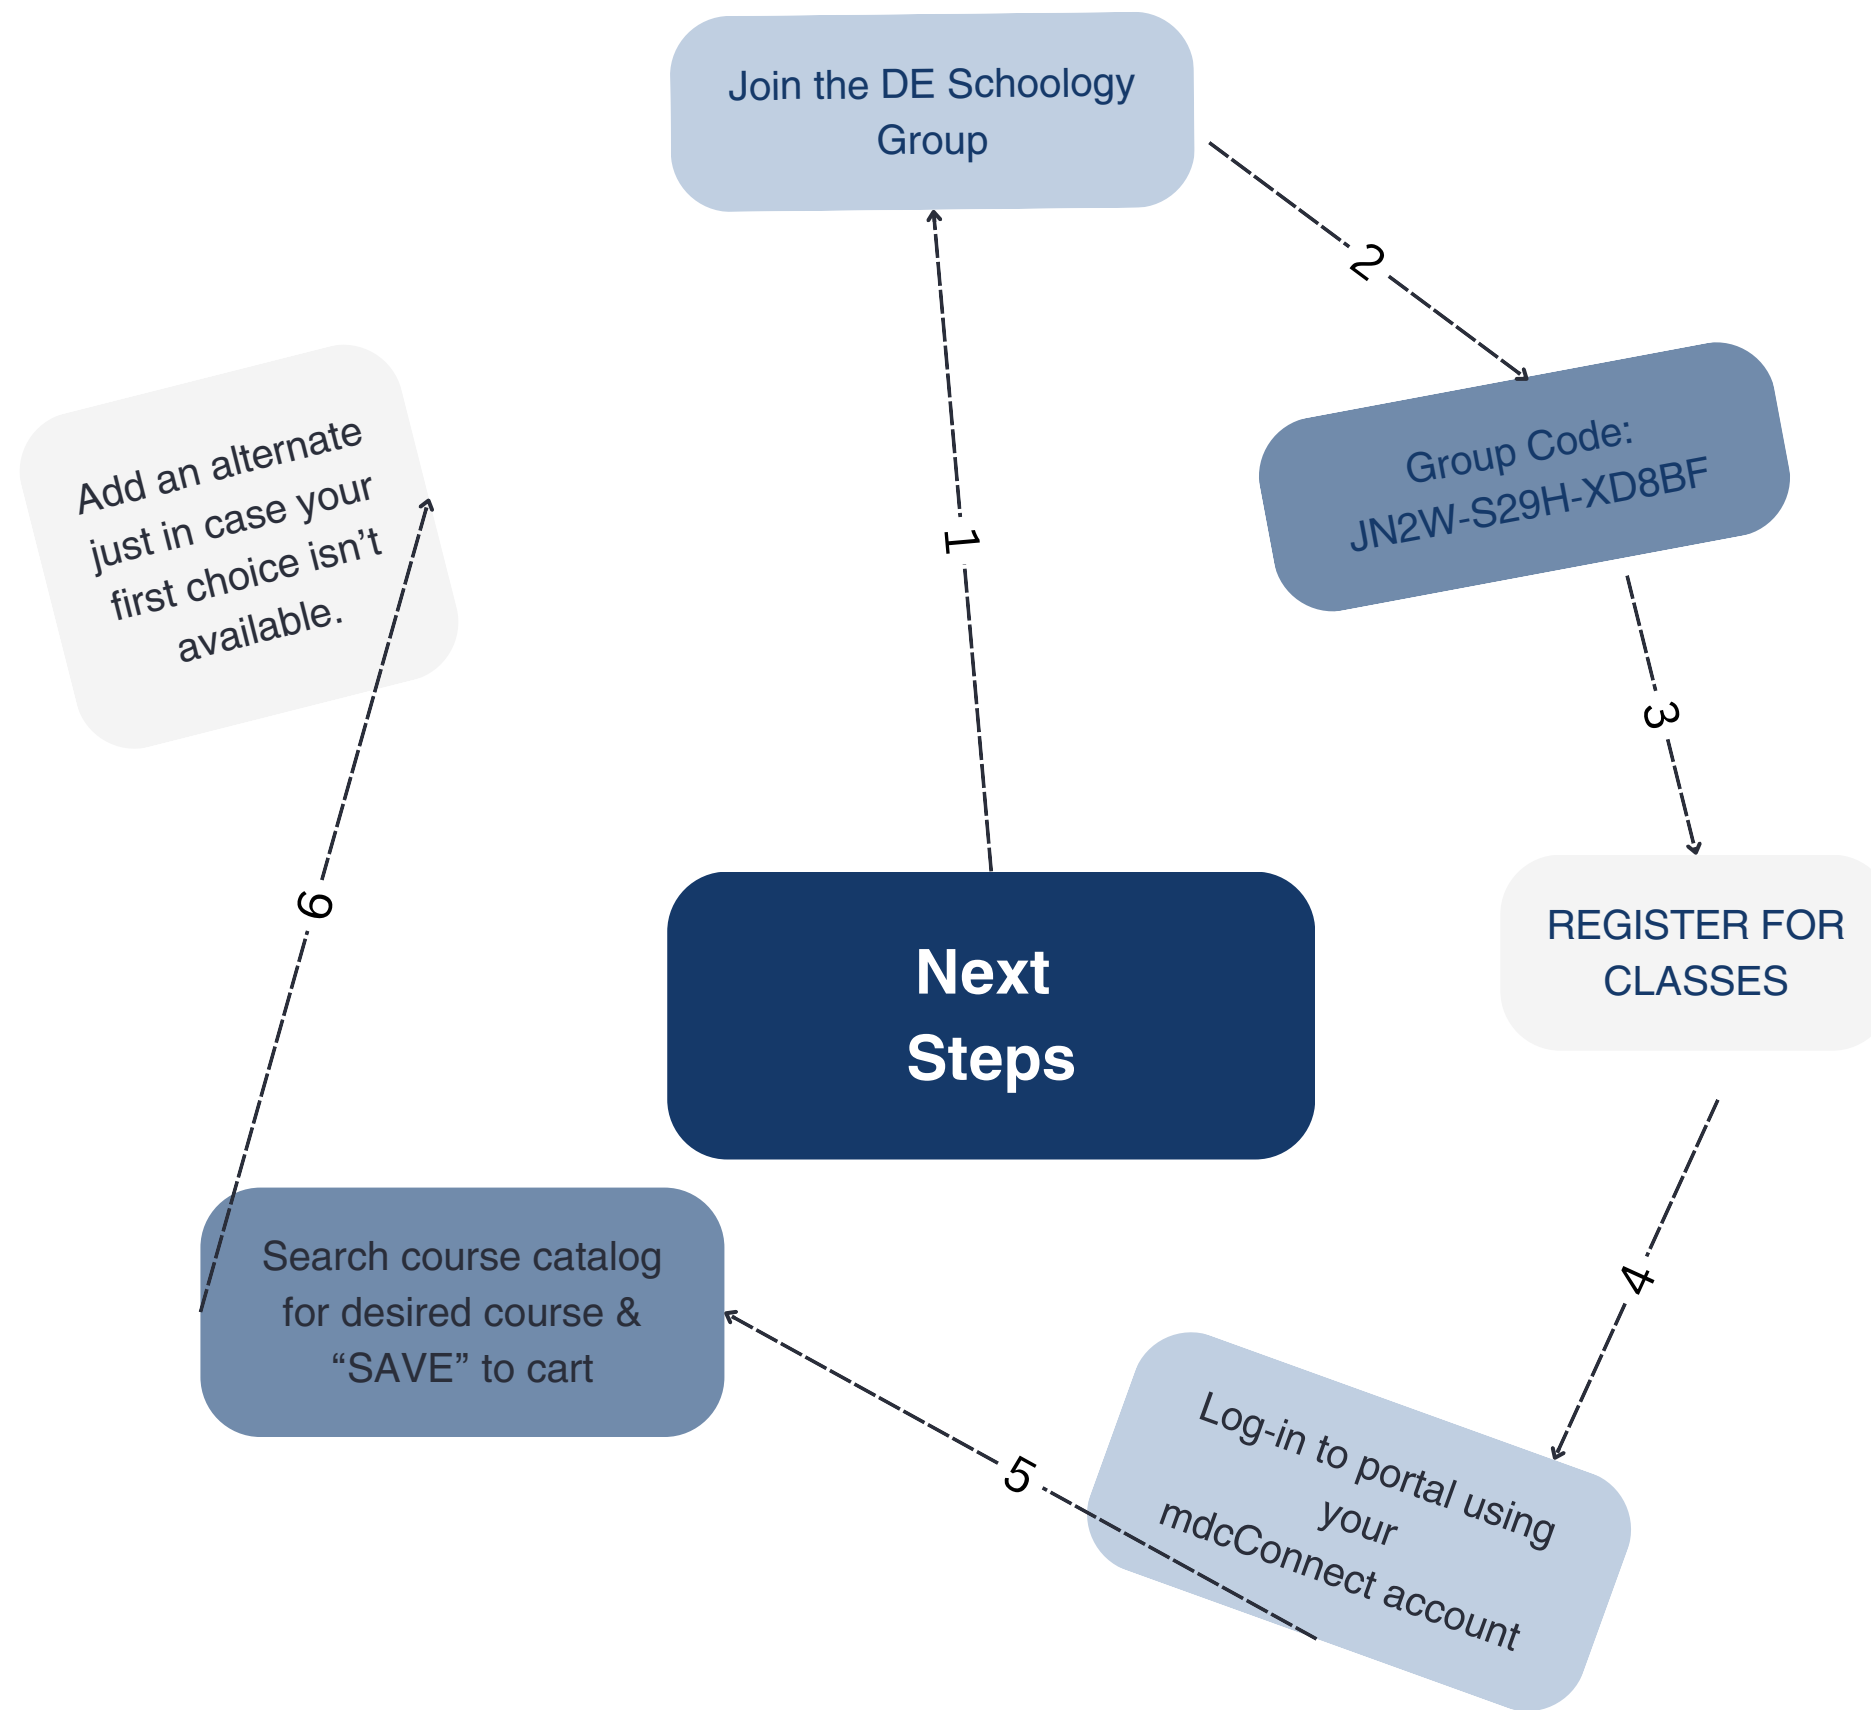 Join the DE Schoology
Group
2
Group Code:
JN2W-S29H-XD8BF
1
3
Add an alternate
just in case your
first choice isn’t
available.
6
REGISTER FOR
CLASSES
Next
Steps
4
Search course catalog
for desired course &
“SAVE” to cart
5
Log-in to portal using
your
mdcConnect account